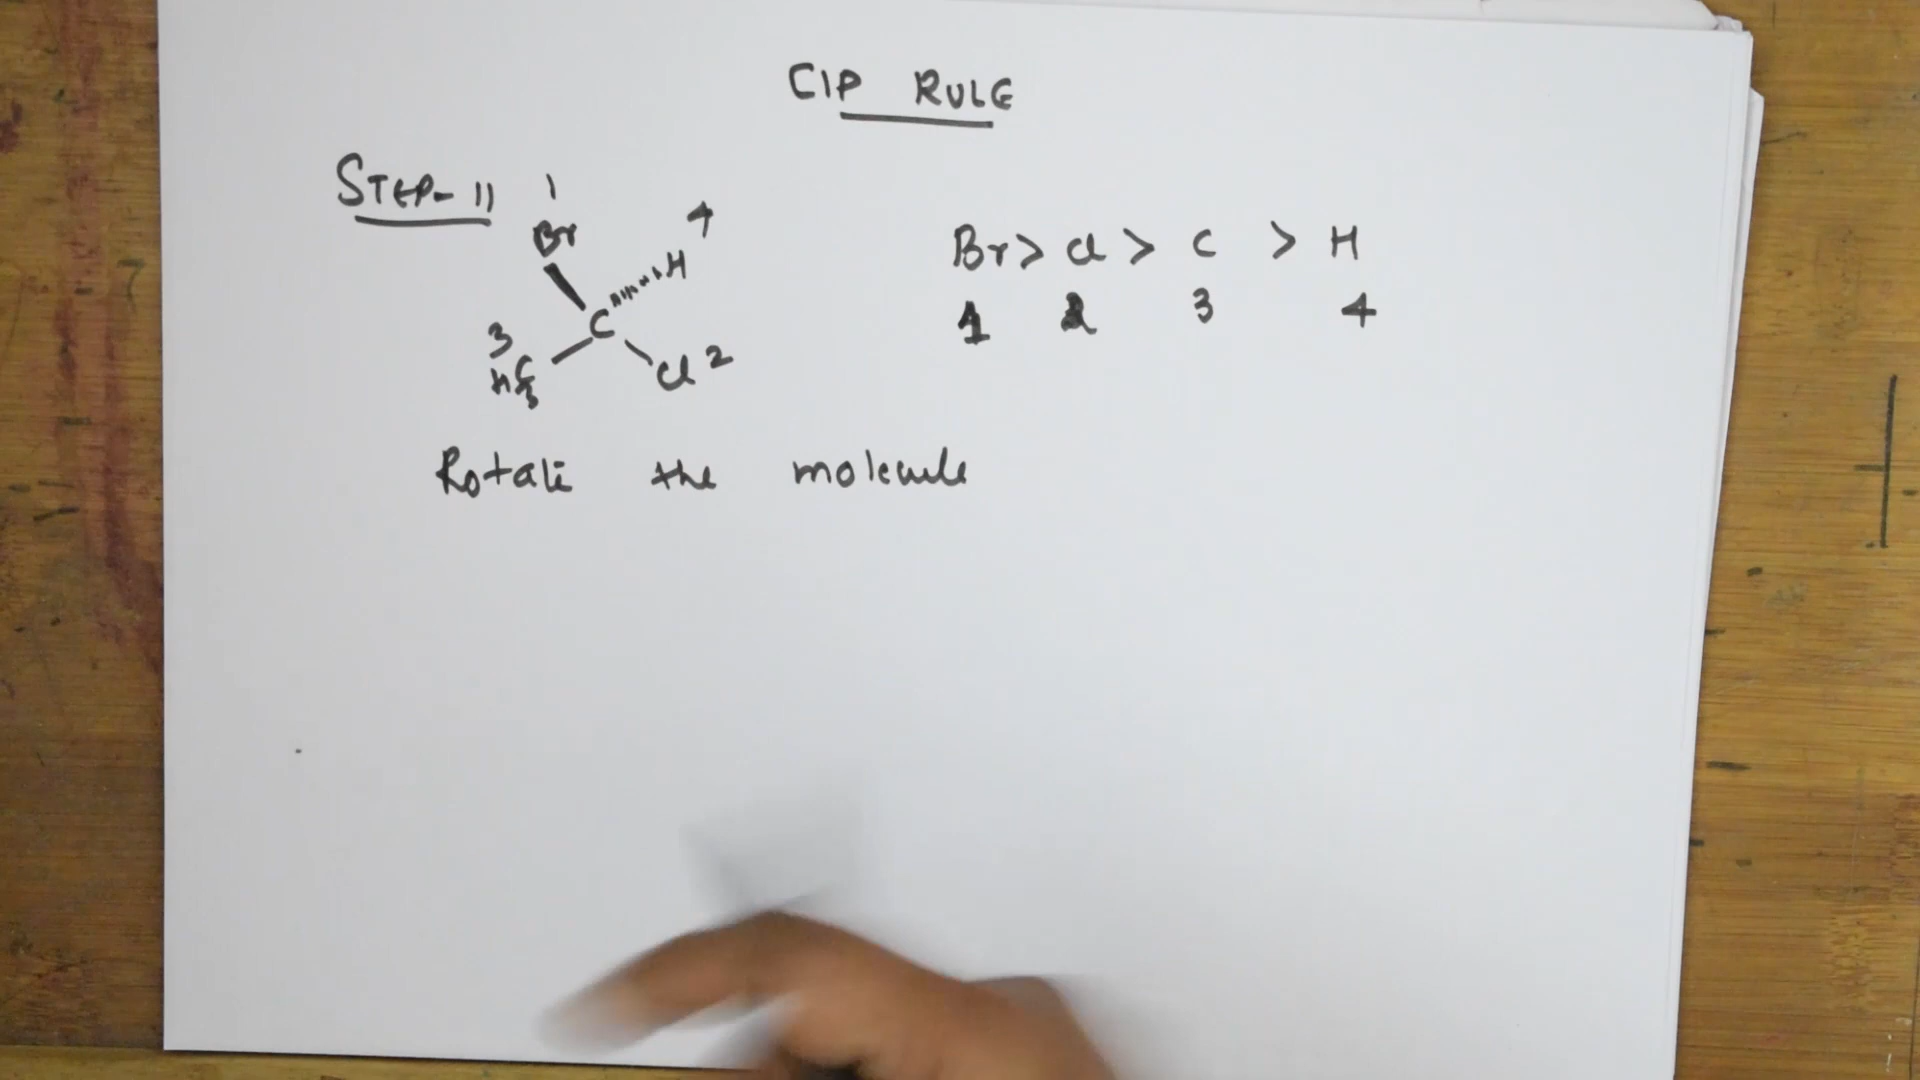 CIP RULE
STEP-II
1
Br
4
H
C
3
H3C
Cl 2
Br > Cl > C > H
1 2 3 4
Rotate the molecule